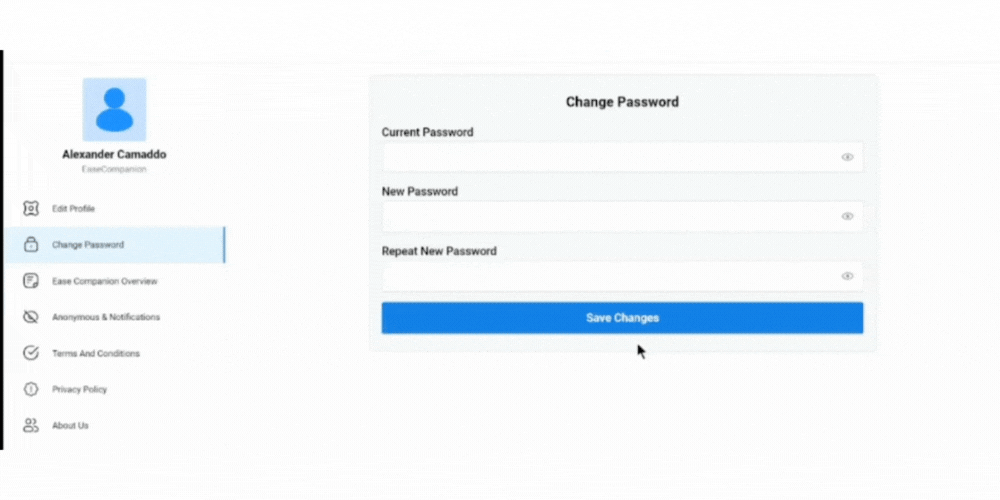 Alexander Camaddo
EaseCompanion
Edit Profile
Change Password
Ease Companion Overview
Anonymous & Notifications
Terms And Conditions
Privacy Policy
About Us
Change Password
Current Password
New Password
Repeat New Password
Save Changes